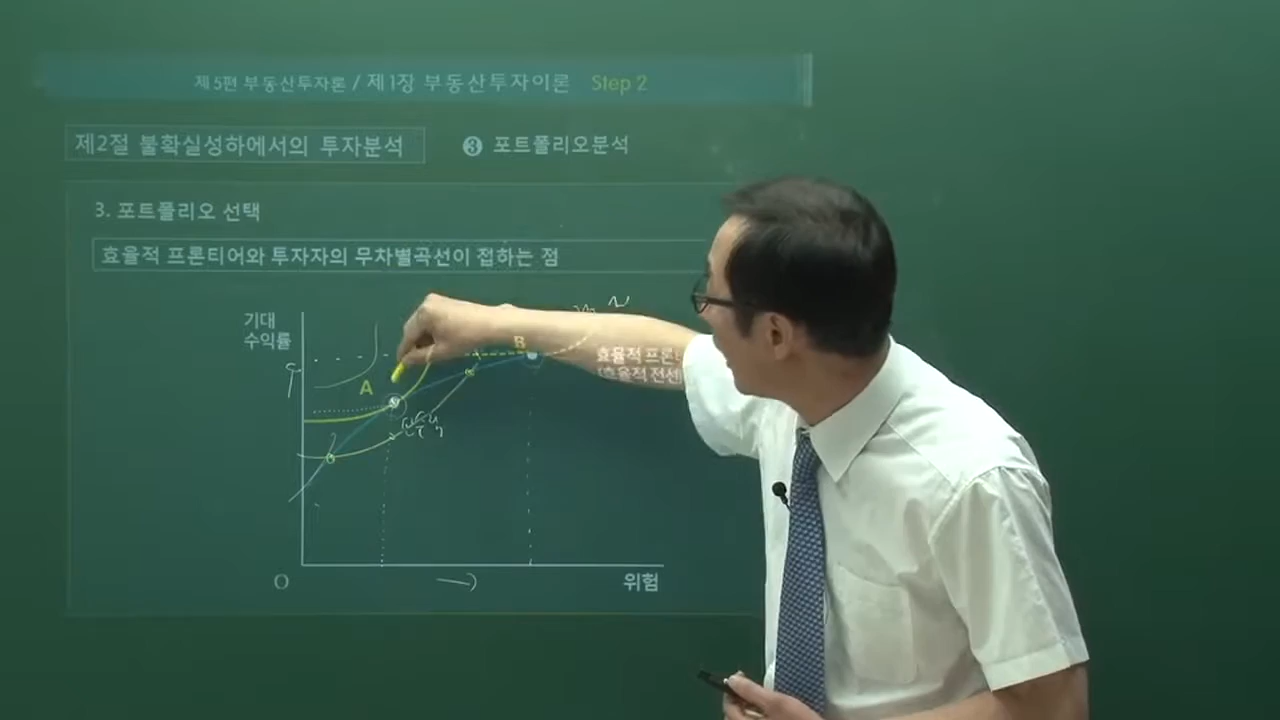 제5편 부동산투자론 / 제1장 부동산투자이론 Step 2
제2절 불확실성하에서의 투자분석 ❸ 포트폴리오분석
3. 포트폴리오 선택
효율적 프론티어와 투자자의 무차별곡선이 접하는 점
기대
수익률
B
효율적 프론
A
효율적 전선
O
위험